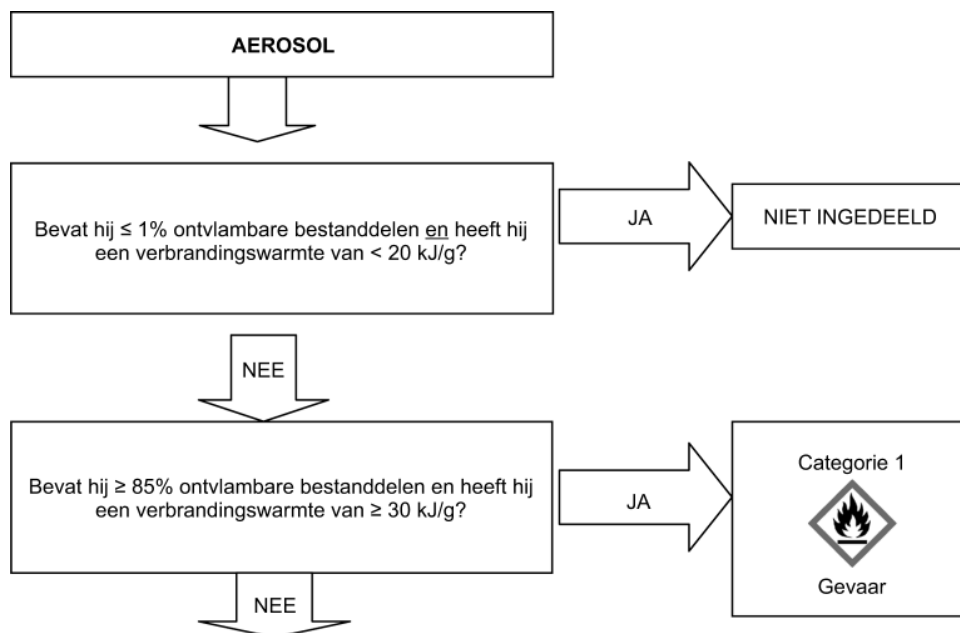 AEROSOL
Bevat hij ≤ 1% ontvlambare bestanddelen en heeft hij
een verbrandingswarmte van < 20 kJ/g?
JA
NIET INGEDEELD
NEE
Bevat hij ≥ 85% ontvlambare bestanddelen en heeft hij
een verbrandingswarmte van ≥ 30 kJ/g?
JA
Categorie 1
Gevaar
NEE